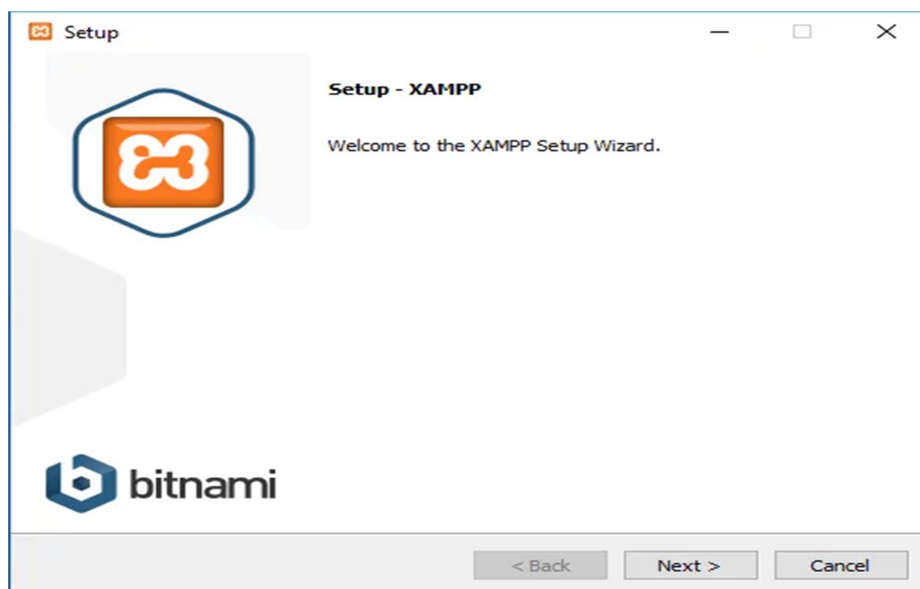 Setup
Setup - XAMPP
Welcome to the XAMPP Setup Wizard.
bitnami
< Back Next > Cancel